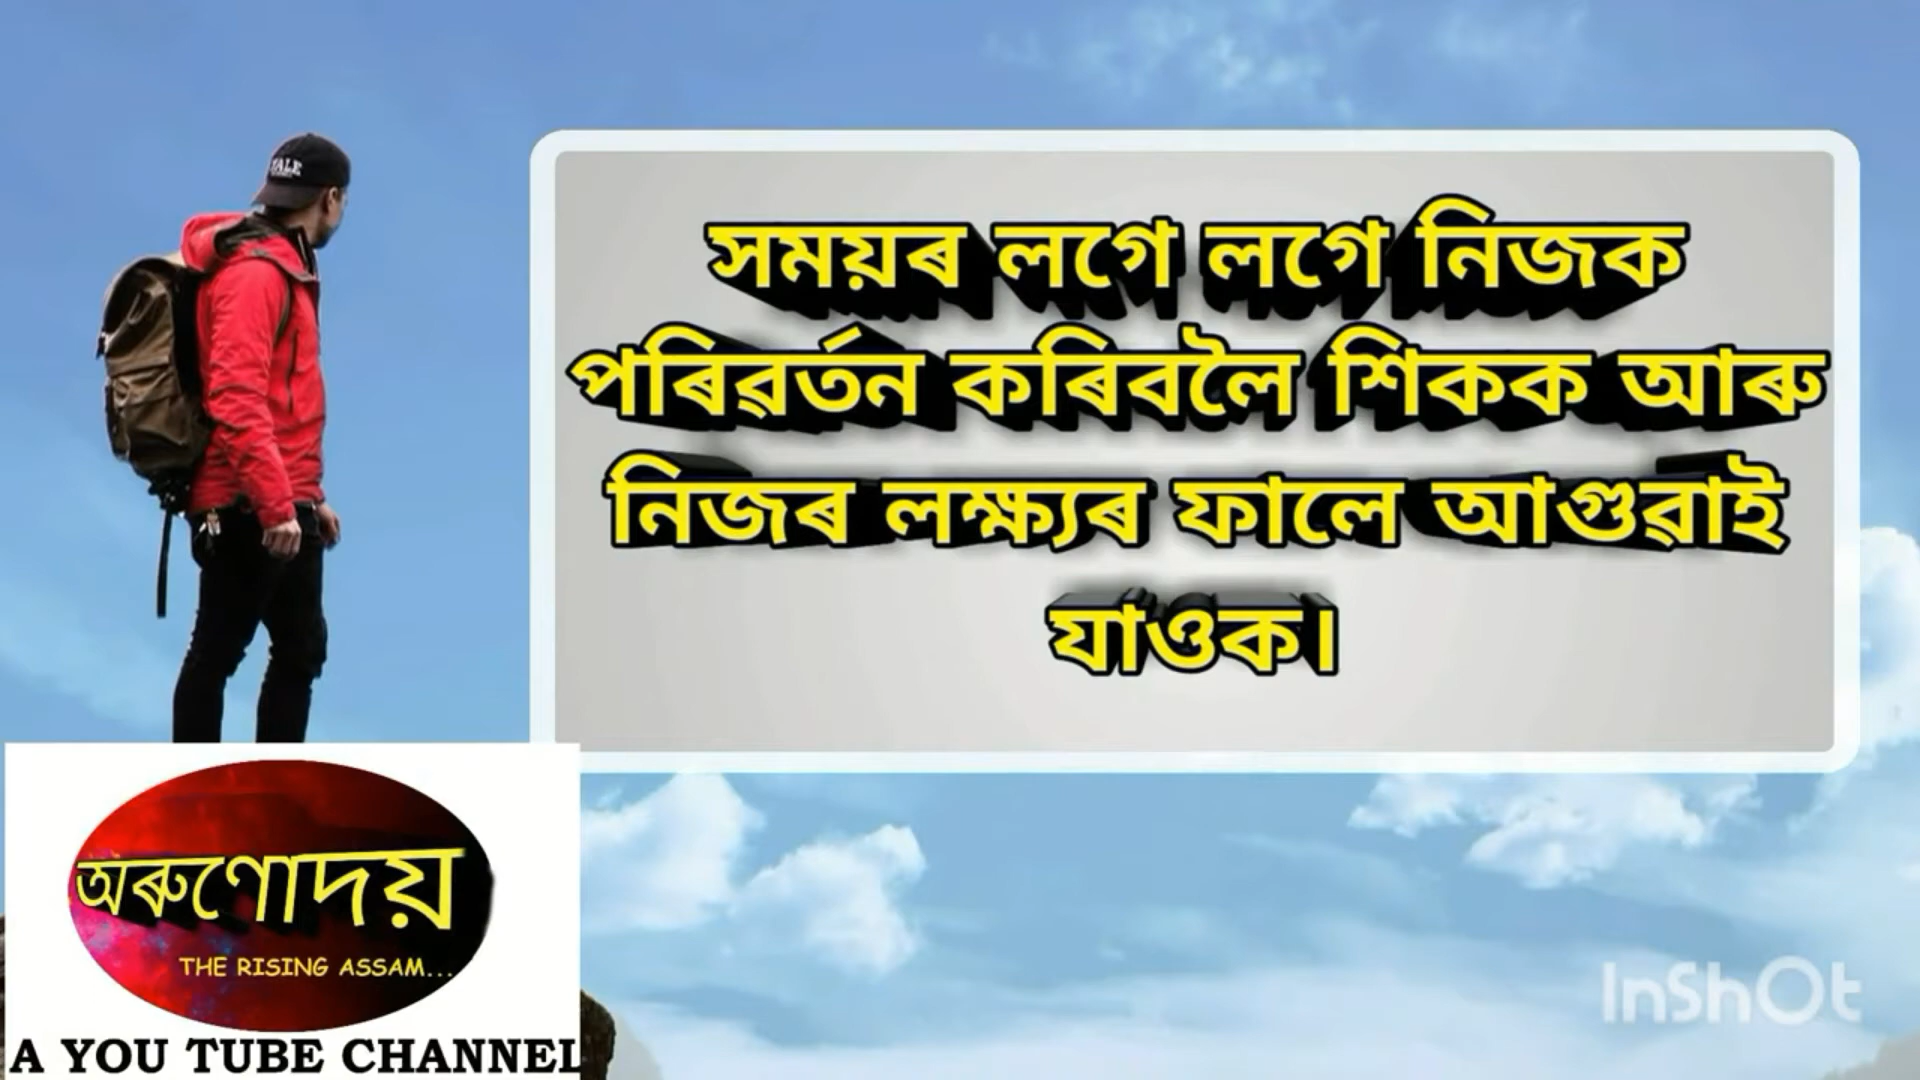 সময়ৰ লগে লগে নিজক
পৰিৱৰ্তন কৰিবলৈ শিকক আৰু
নিজৰ লক্ষ্যৰ ফালে আগুৱাই
যাওক।
অৰুণোদয়
THE RISING ASSAM...
A YOU TUBE CHANNEL
InShOt